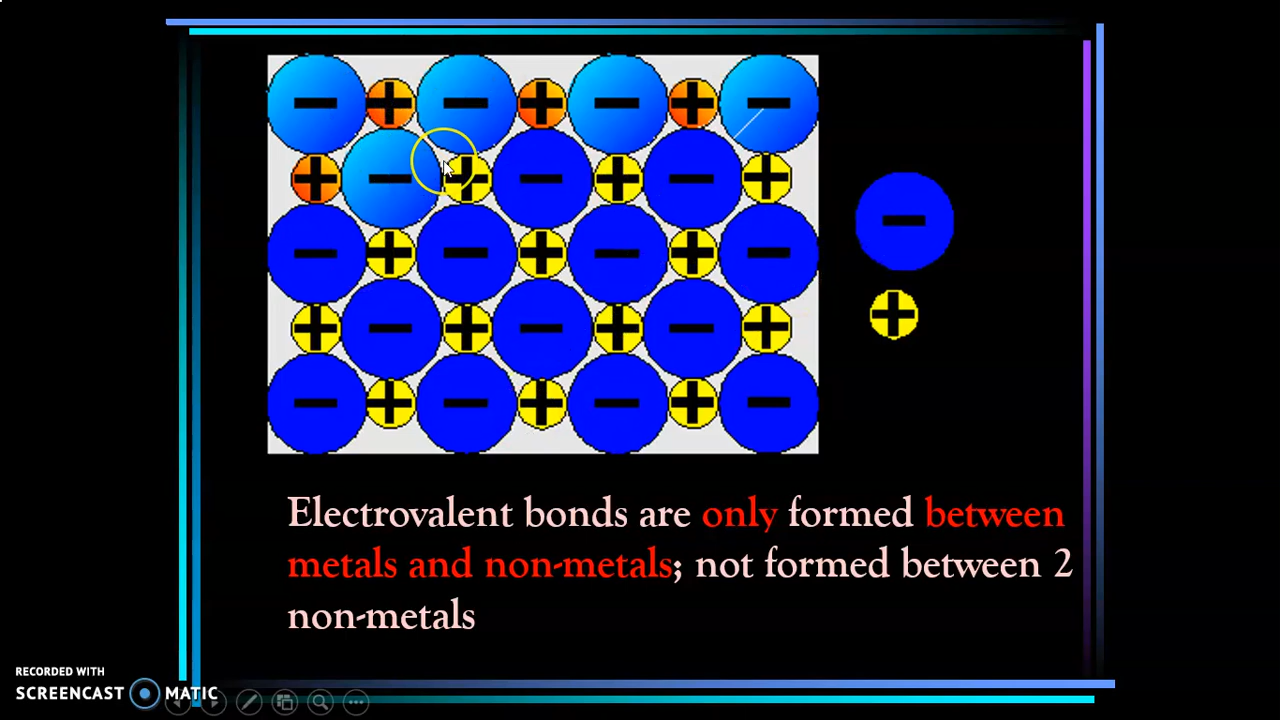 Electrovalent bonds are only formed between
metals and non-metals; not formed between 2
non-metals
RECORDED WITH
SCREENCAST MATIC